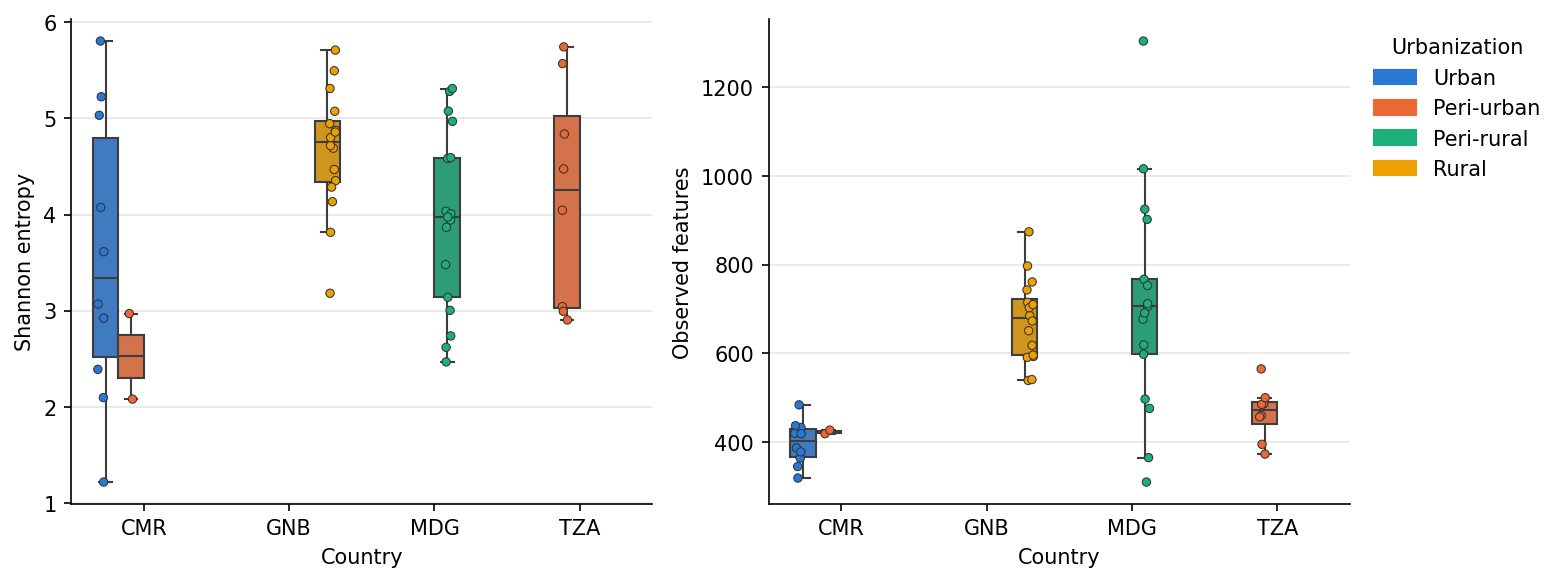 Shannon entropy
6
5
4
3
2
1
CMR GNB MDG TZA
Country
Observed features
1200
1000
800
600
400
CMR GNB MDG TZA
Country
Urbanization
Urban
Peri-urban
Peri-rural
Rural